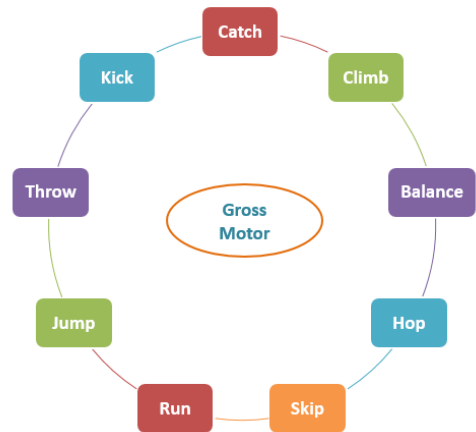 Catch
Climb
Balance
Hop
Skip
Run
Jump
Throw
Kick
Gross
Motor